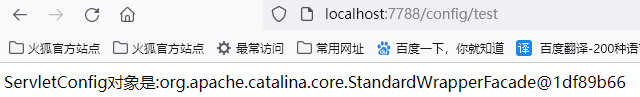 localhost:7788/config/test
火狐官方站点 火狐官方站点 最常访问 常用网址 百度一下，你就知道 译 百度翻译-200种语
ServletConfig对象是:org.apache.catalina.core.StandardWrapperFacade@1df89b66